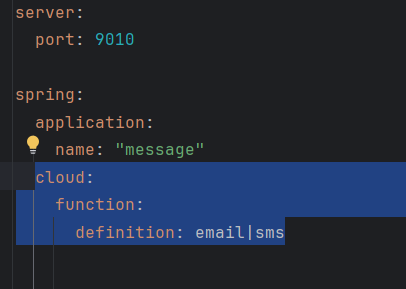 server:
  port: 9010

spring:
  application:
    name: "message"
  cloud:
    function:
      definition: email|sms